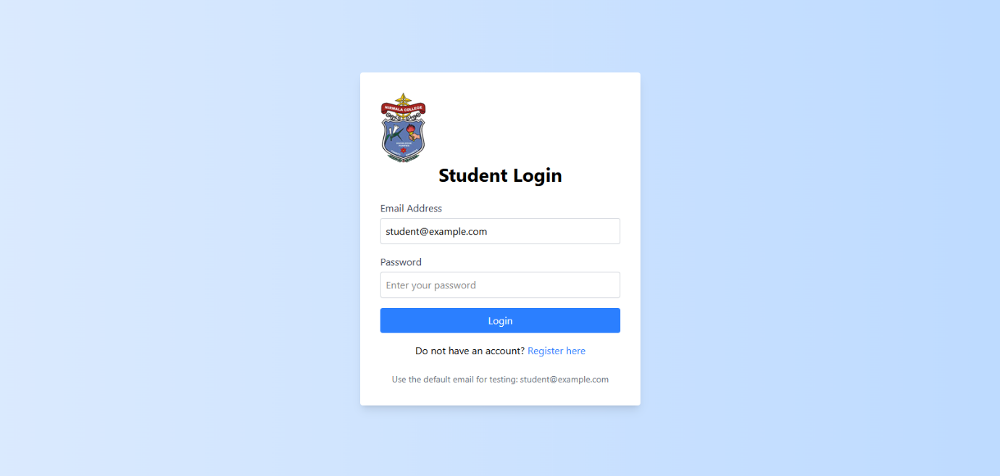 NIRMALA COLLEGE
Student Login
Email Address
student@example.com
Password
Enter your password
Login
Do not have an account? Register here
Use the default email for testing: student@example.com